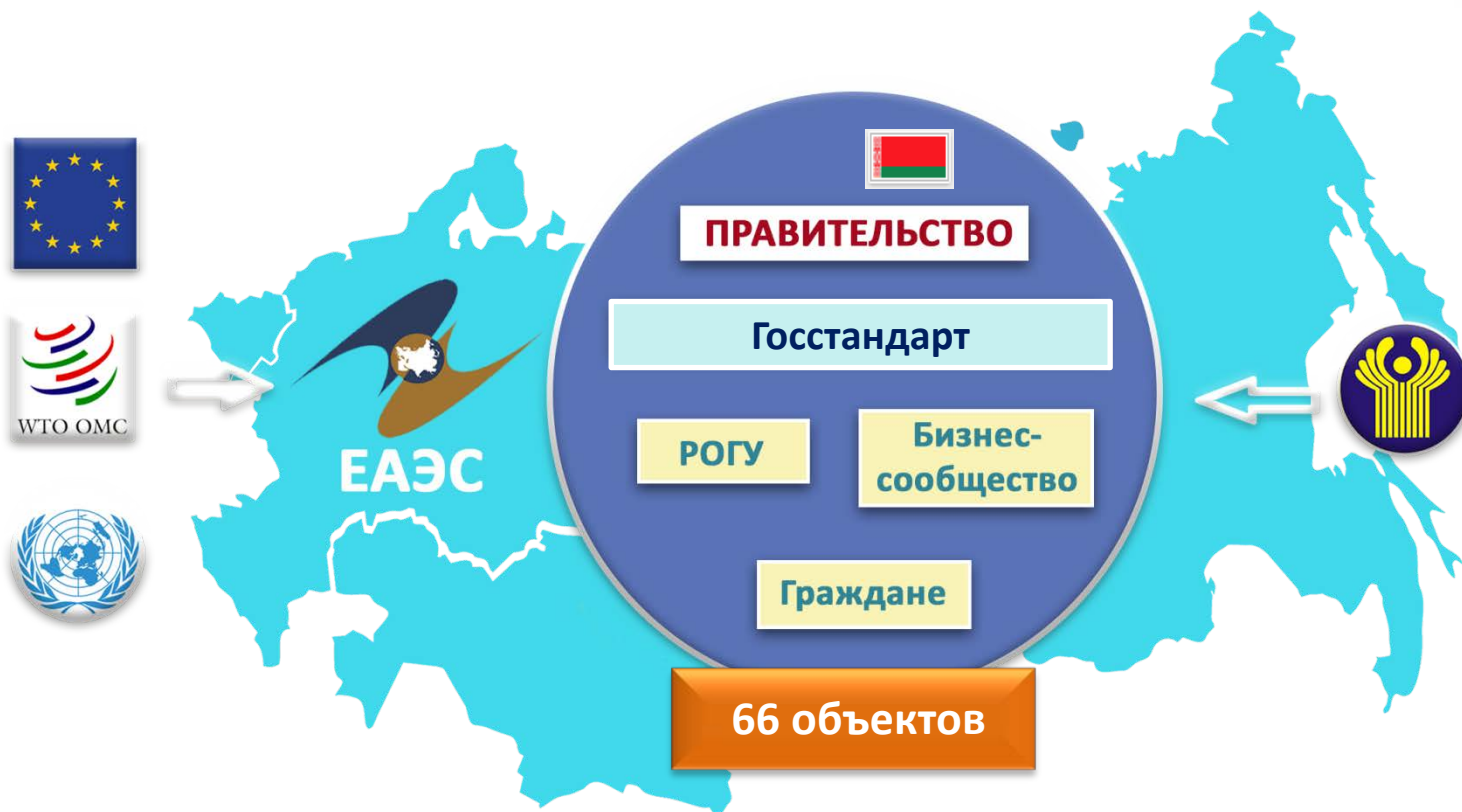 ПРАВИТЕЛЬСТВО
Госстандарт
WTO OMC
ЕАЭС
РОГУ
Бизнес-
сообщество
Граждане
66 объектов